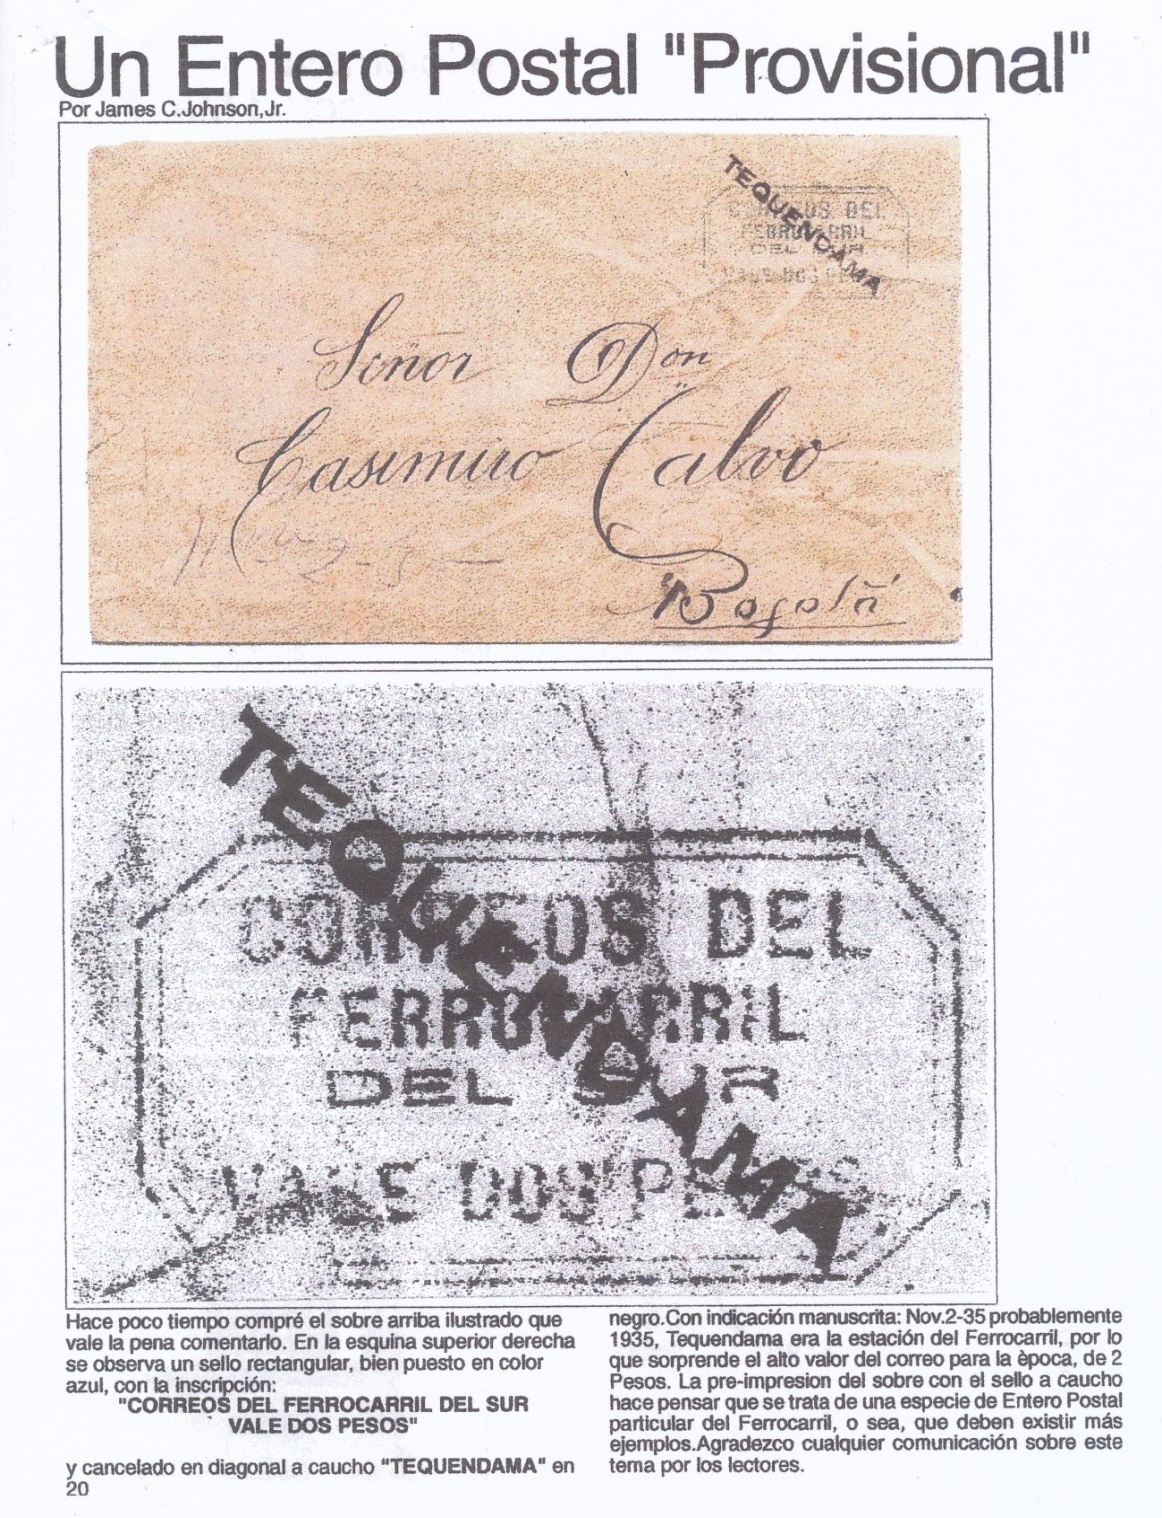 Un Entero Postal "Provisional"
Por James C.Johnson,Jr.
TEQUENDAMA
CORREOS DEL
FERROCARRIL
DEL SUR
VALE DOS PESOS
Señor Don
Casimiro Calvo
Bogotá
TEQUENDAMA
CORREOS DEL
FERROCARRIL
DEL SUR
VALE DOS PESOS
Hace poco tiempo compré el sobre arriba ilustrado que
vale la pena comentarlo. En la esquina superior derecha
se observa un sello rectangular, bien puesto en color
azul, con la inscripción:
"CORREOS DEL FERROCARRIL DEL SUR
VALE DOS PESOS"
y cancelado en diagonal a caucho "TEQUENDAMA" en
20
negro.Con indicación manuscrita: Nov.2-35 probablemente
1935, Tequendama era la estación del Ferrocarril, por lo
que sorprende el alto valor del correo para la època, de 2
Pesos. La pre-impresion del sobre con el sello a caucho
hace pensar que se trata de una especie de Entero Postal
particular del Ferrocarril, o sea, que deben existir más
ejemplos.Agradezco cualquier comunicación sobre este
tema por los lectores.